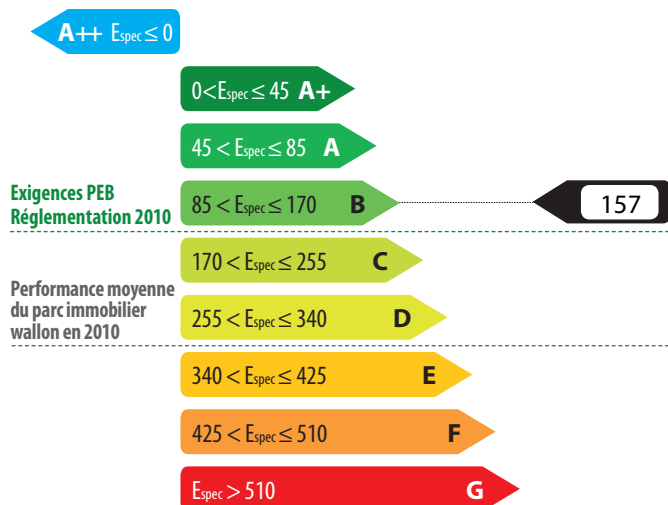 A++ Espec ≤ 0
0<Espec ≤ 45 A+
45 < Espec ≤ 85 A
Exigences PEB
Réglementation 2010
85 < Espec ≤ 170 B
157
170 < Espec ≤ 255 C
Performance moyenne
du parc immobilier
wallon en 2010
255 < Espec ≤ 340 D
340 < Espec ≤ 425 E
425 < Espec ≤ 510 F
Espec > 510 G